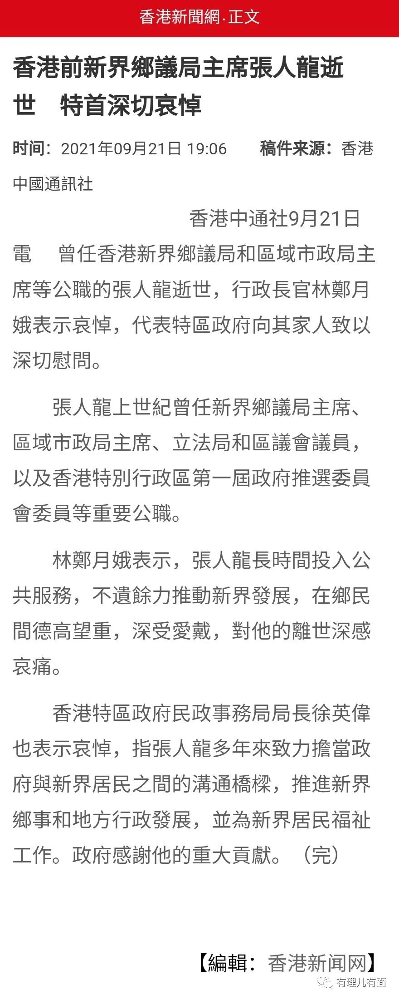 香港新聞網·正文
香港前新界鄉議局主席張人龍逝
世　特首深切哀悼
时间：2021年09月21日 19:06　　稿件来源：香港
中國通訊社
香港中通社9月21日
電　曾任香港新界鄉議局和區域市政局主
席等公職的張人龍逝世，行政長官林鄭月
娥表示哀悼，代表特區政府向其家人致以
深切慰問。
張人龍上世紀曾任新界鄉議局主席、
區域市政局主席、立法局和區議會議員，
以及香港特別行政區第一屆政府推選委員
會委員等重要公職。
林鄭月娥表示，張人龍長時間投入公
共服務，不遺餘力推動新界發展，在鄉民
間德高望重，深受愛戴，對他的離世深感
哀痛。
香港特區政府民政事務局局長徐英偉
也表示哀悼，指張人龍多年來致力擔當政
府與新界居民之間的溝通橋樑，推進新界
鄉事和地方行政發展，並為新界居民福祉
工作。政府感謝他的重大貢獻。（完）
【編輯：香港新闻网】
有理儿有面